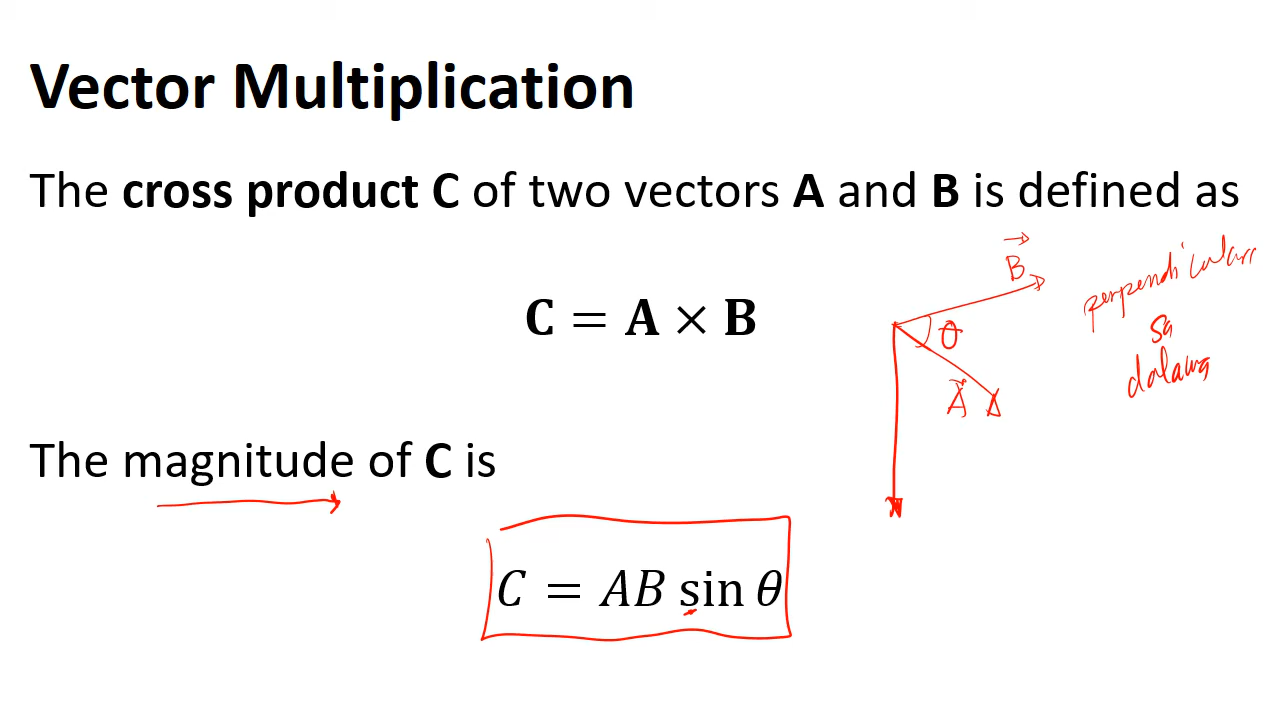 Vector Multiplication
The cross product C of two vectors A and B is defined as
C = A × B
B
θ
A
perpendicular
sa
dalawa
The magnitude of C is
C = AB sin θ